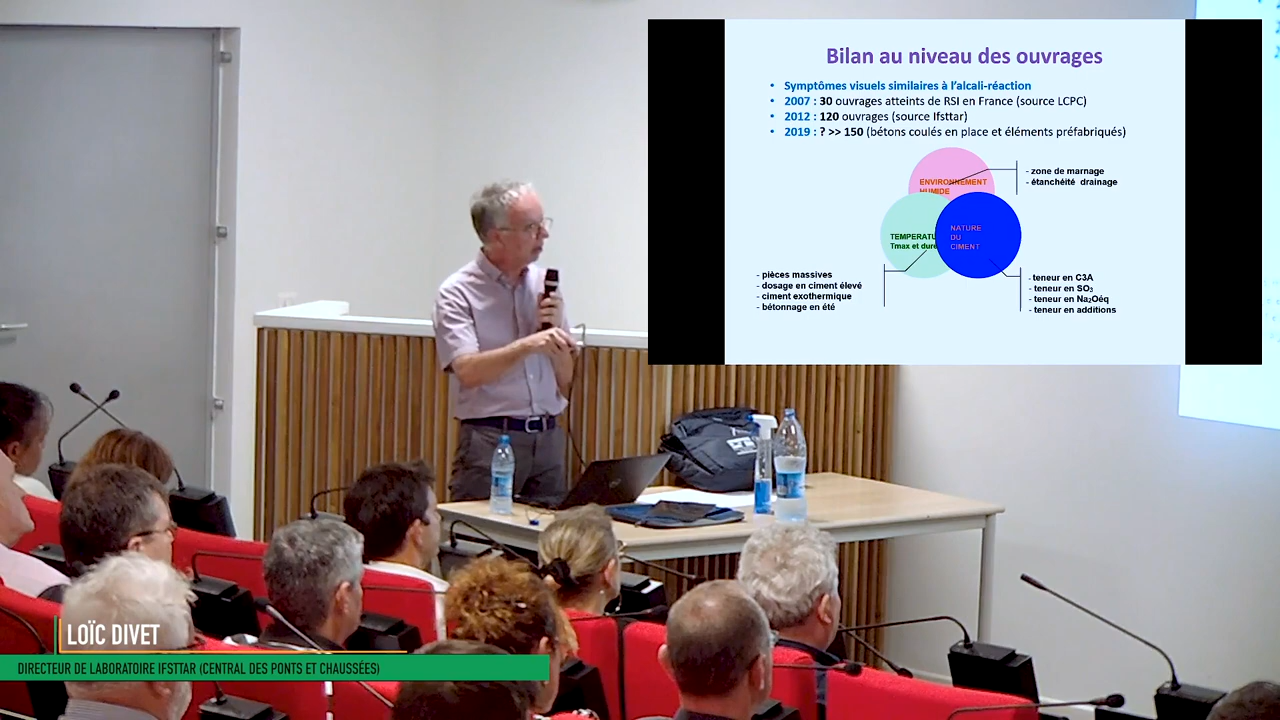 Bilan au niveau des ouvrages
• Symptômes visuels similaires à l'alcali-réaction
• 2007 : 30 ouvrages atteints de RSI en France (source LCPC)
• 2012 : 120 ouvrages (source Ifsttar)
• 2019 : ? >> 150 (bétons coulés en place et éléments préfabriqués)
ENVIRONNEMENT
HUMIDE
- zone de marnage
- étanchéité drainage
TEMPERATU
Tmax et duré
NATURE
DU
CIMENT
- pièces massives
- dosage en ciment élevé
- ciment exothermique
- bétonnage en été
- teneur en C3A
- teneur en SO₃
- teneur en Na₂Oéq
- teneur en additions
LOÏC DIVET
DIRECTEUR DE LABORATOIRE IFSTTAR (CENTRAL DES PONTS ET CHAUSSÉES)